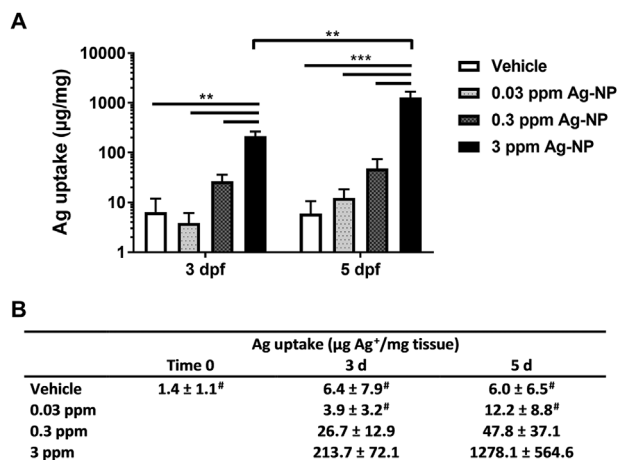 A
Ag uptake (µg/mg)
10000
1000
100
10
1
**
**
***
3 dpf
5 dpf
Vehicle
0.03 ppm Ag-NP
0.3 ppm Ag-NP
3 ppm Ag-NP
B
Ag uptake (µg Ag⁺/mg tissue)
Time 0 3 d 5 d
Vehicle 1.4 ± 1.1# 6.4 ± 7.9# 6.0 ± 6.5#
0.03 ppm 3.9 ± 3.2# 12.2 ± 8.8#
0.3 ppm 26.7 ± 12.9 47.8 ± 37.1
3 ppm 213.7 ± 72.1 1278.1 ± 564.6